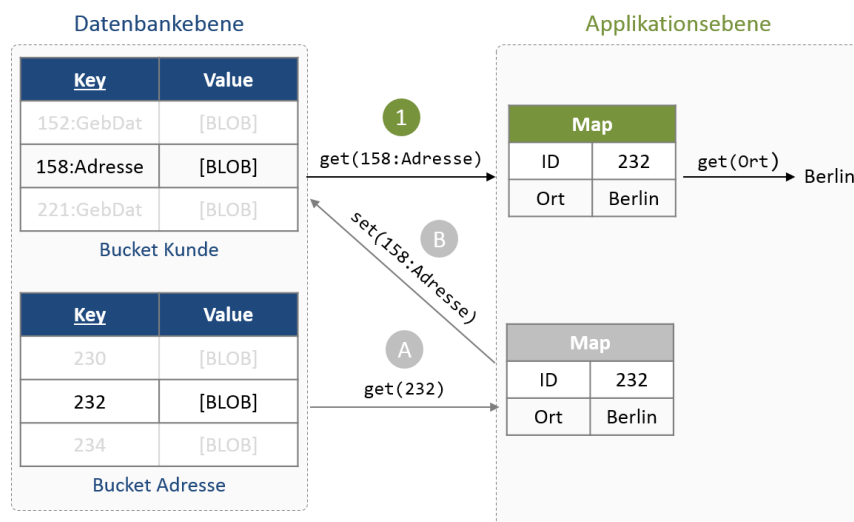 Datenbankebene
Applikationsebene
Key Value
152:GebDat [BLOB]
158:Adresse [BLOB]
221:GebDat [BLOB]
Bucket Kunde
1
get(158:Adresse)
Map
ID 232
Ort Berlin
get(Ort)
Berlin
B
set(158:Adresse)
Key Value
230 [BLOB]
232 [BLOB]
234 [BLOB]
Bucket Adresse
A
get(232)
Map
ID 232
Ort Berlin